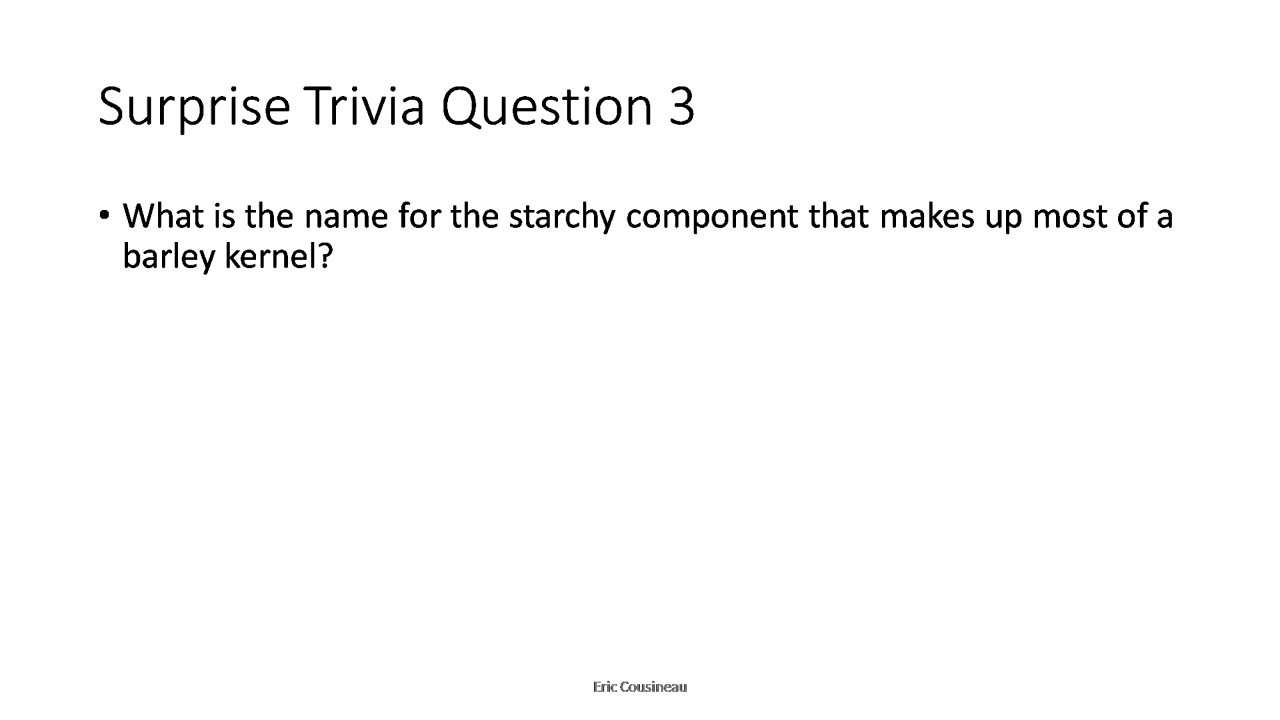 Surprise Trivia Question 3
• What is the name for the starchy component that makes up most of a
barley kernel?
Eric Cousineau